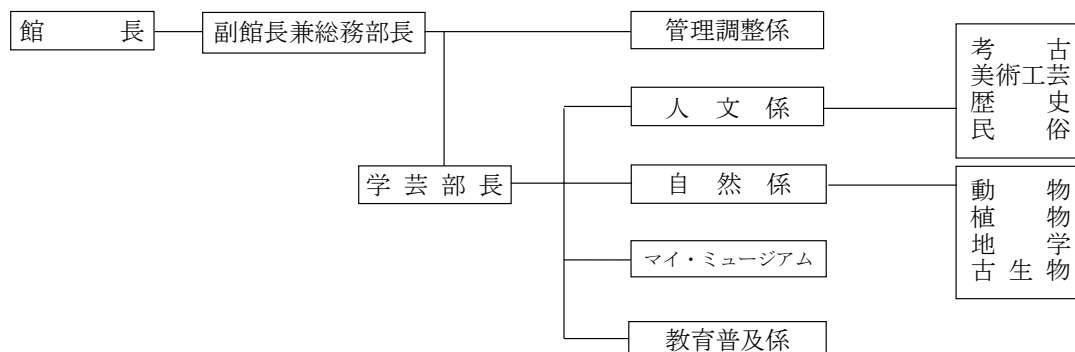 館長
副館長兼総務部長
管理調整係
人文係
考古
美術工芸
歴史
民俗
学芸部長
自然係
動物
植物
地学
古生物
マイ・ミュージアム
教育普及係